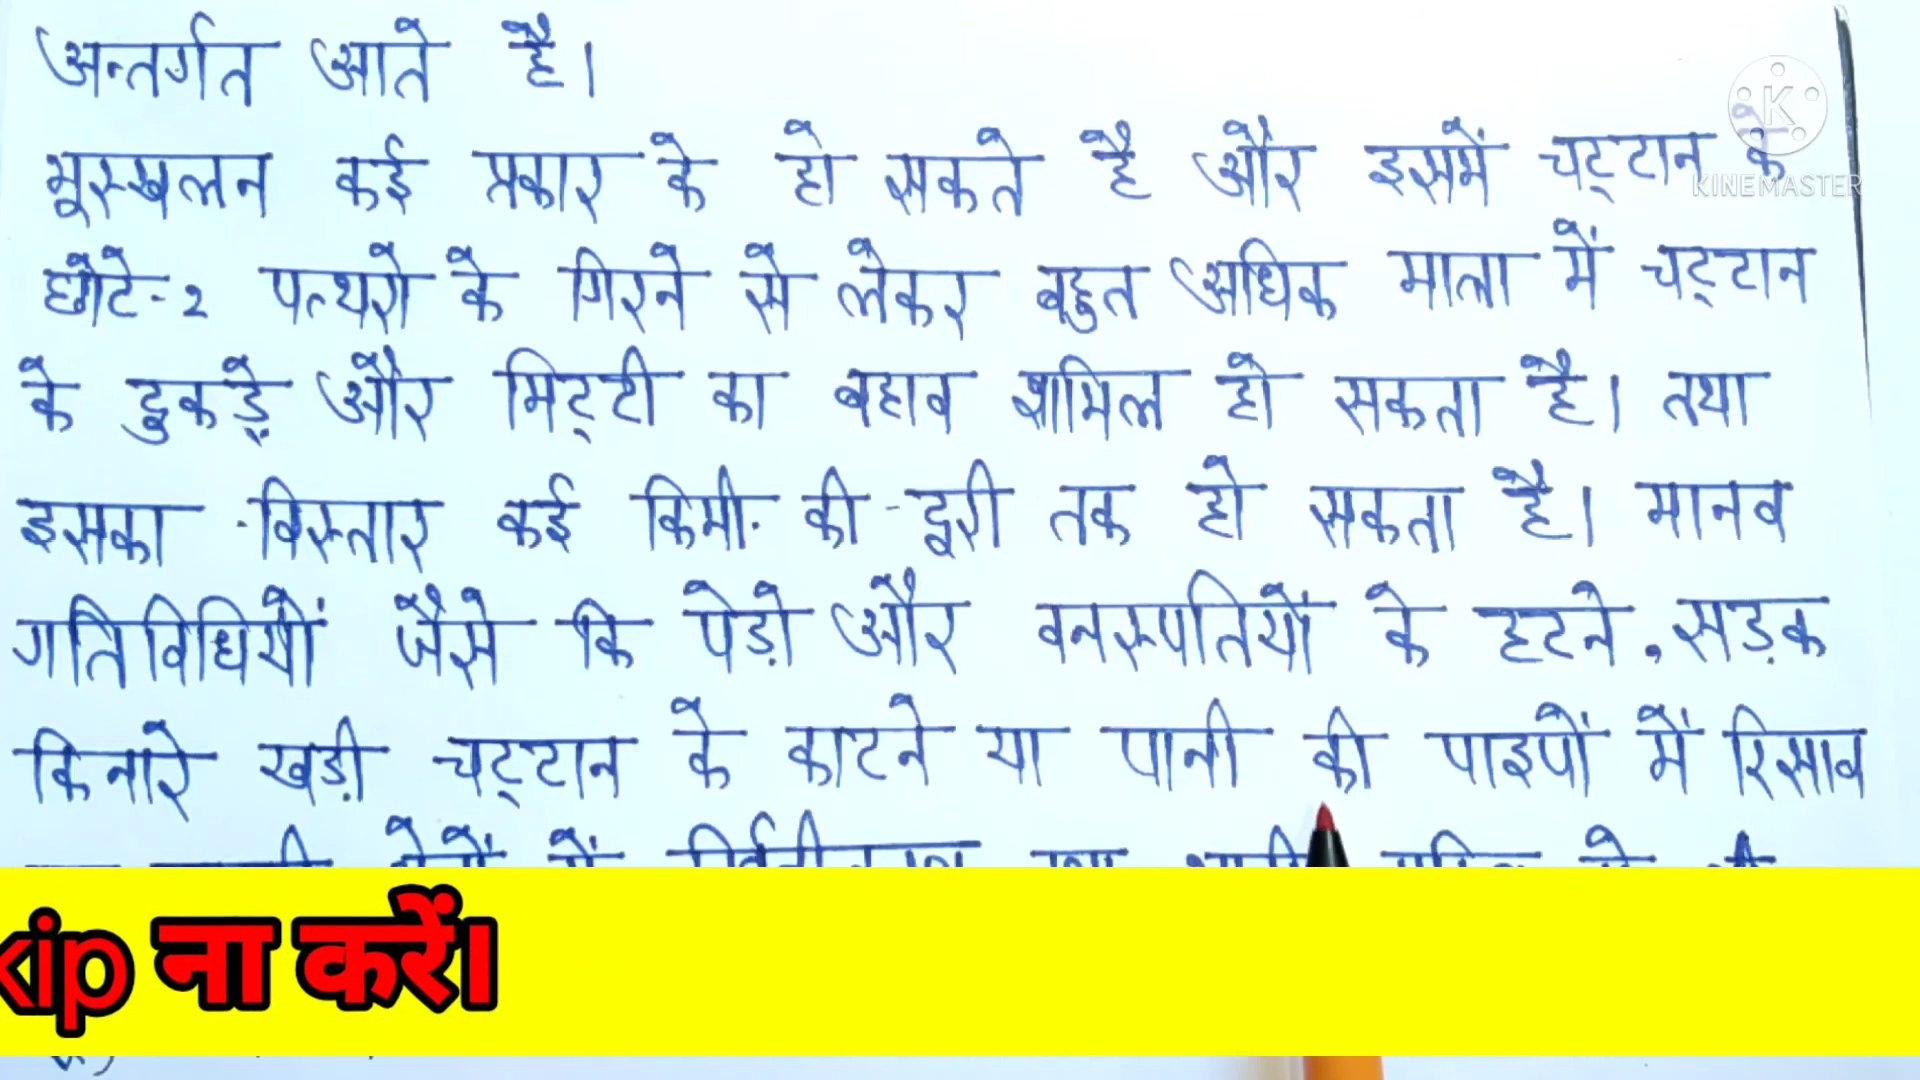 अन्तर्गत आते है।
भूस्खलन कई प्रकार के हो सकते है और इसमें चट्टान के
छोटे-२ पत्थरो के गिरने से लेकर बहुत अधिक मात्रा में चट्टान
के टुकड़े और मिट्टी का बहाव शामिल हो सकता है। तथा
इसका विस्तार कई किमी. की दूरी तक हो सकता है। मानव
गतिविधियों जैसे कि पेड़ो और वनस्पतियों के हटने, सड़क
किनारे खड़ी चट्टान के काटने या पानी की पाइपों में रिसाव
kip ना करें।
KINEMASTER